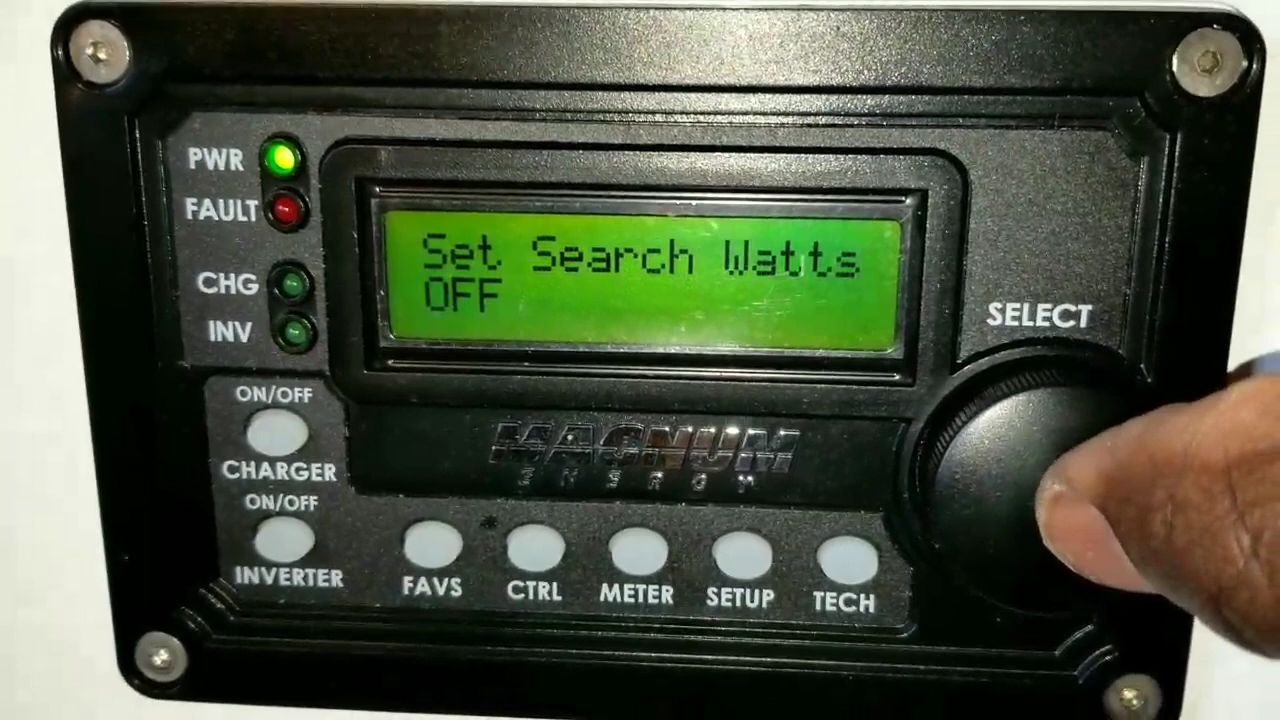 PWR
FAULT
CHG
INV
Set Search Watts
OFF
SELECT
ON/OFF
CHARGER
ON/OFF
INVERTER
MAGNUM
ENERGY
FAVS
CTRL
METER
SETUP
TECH